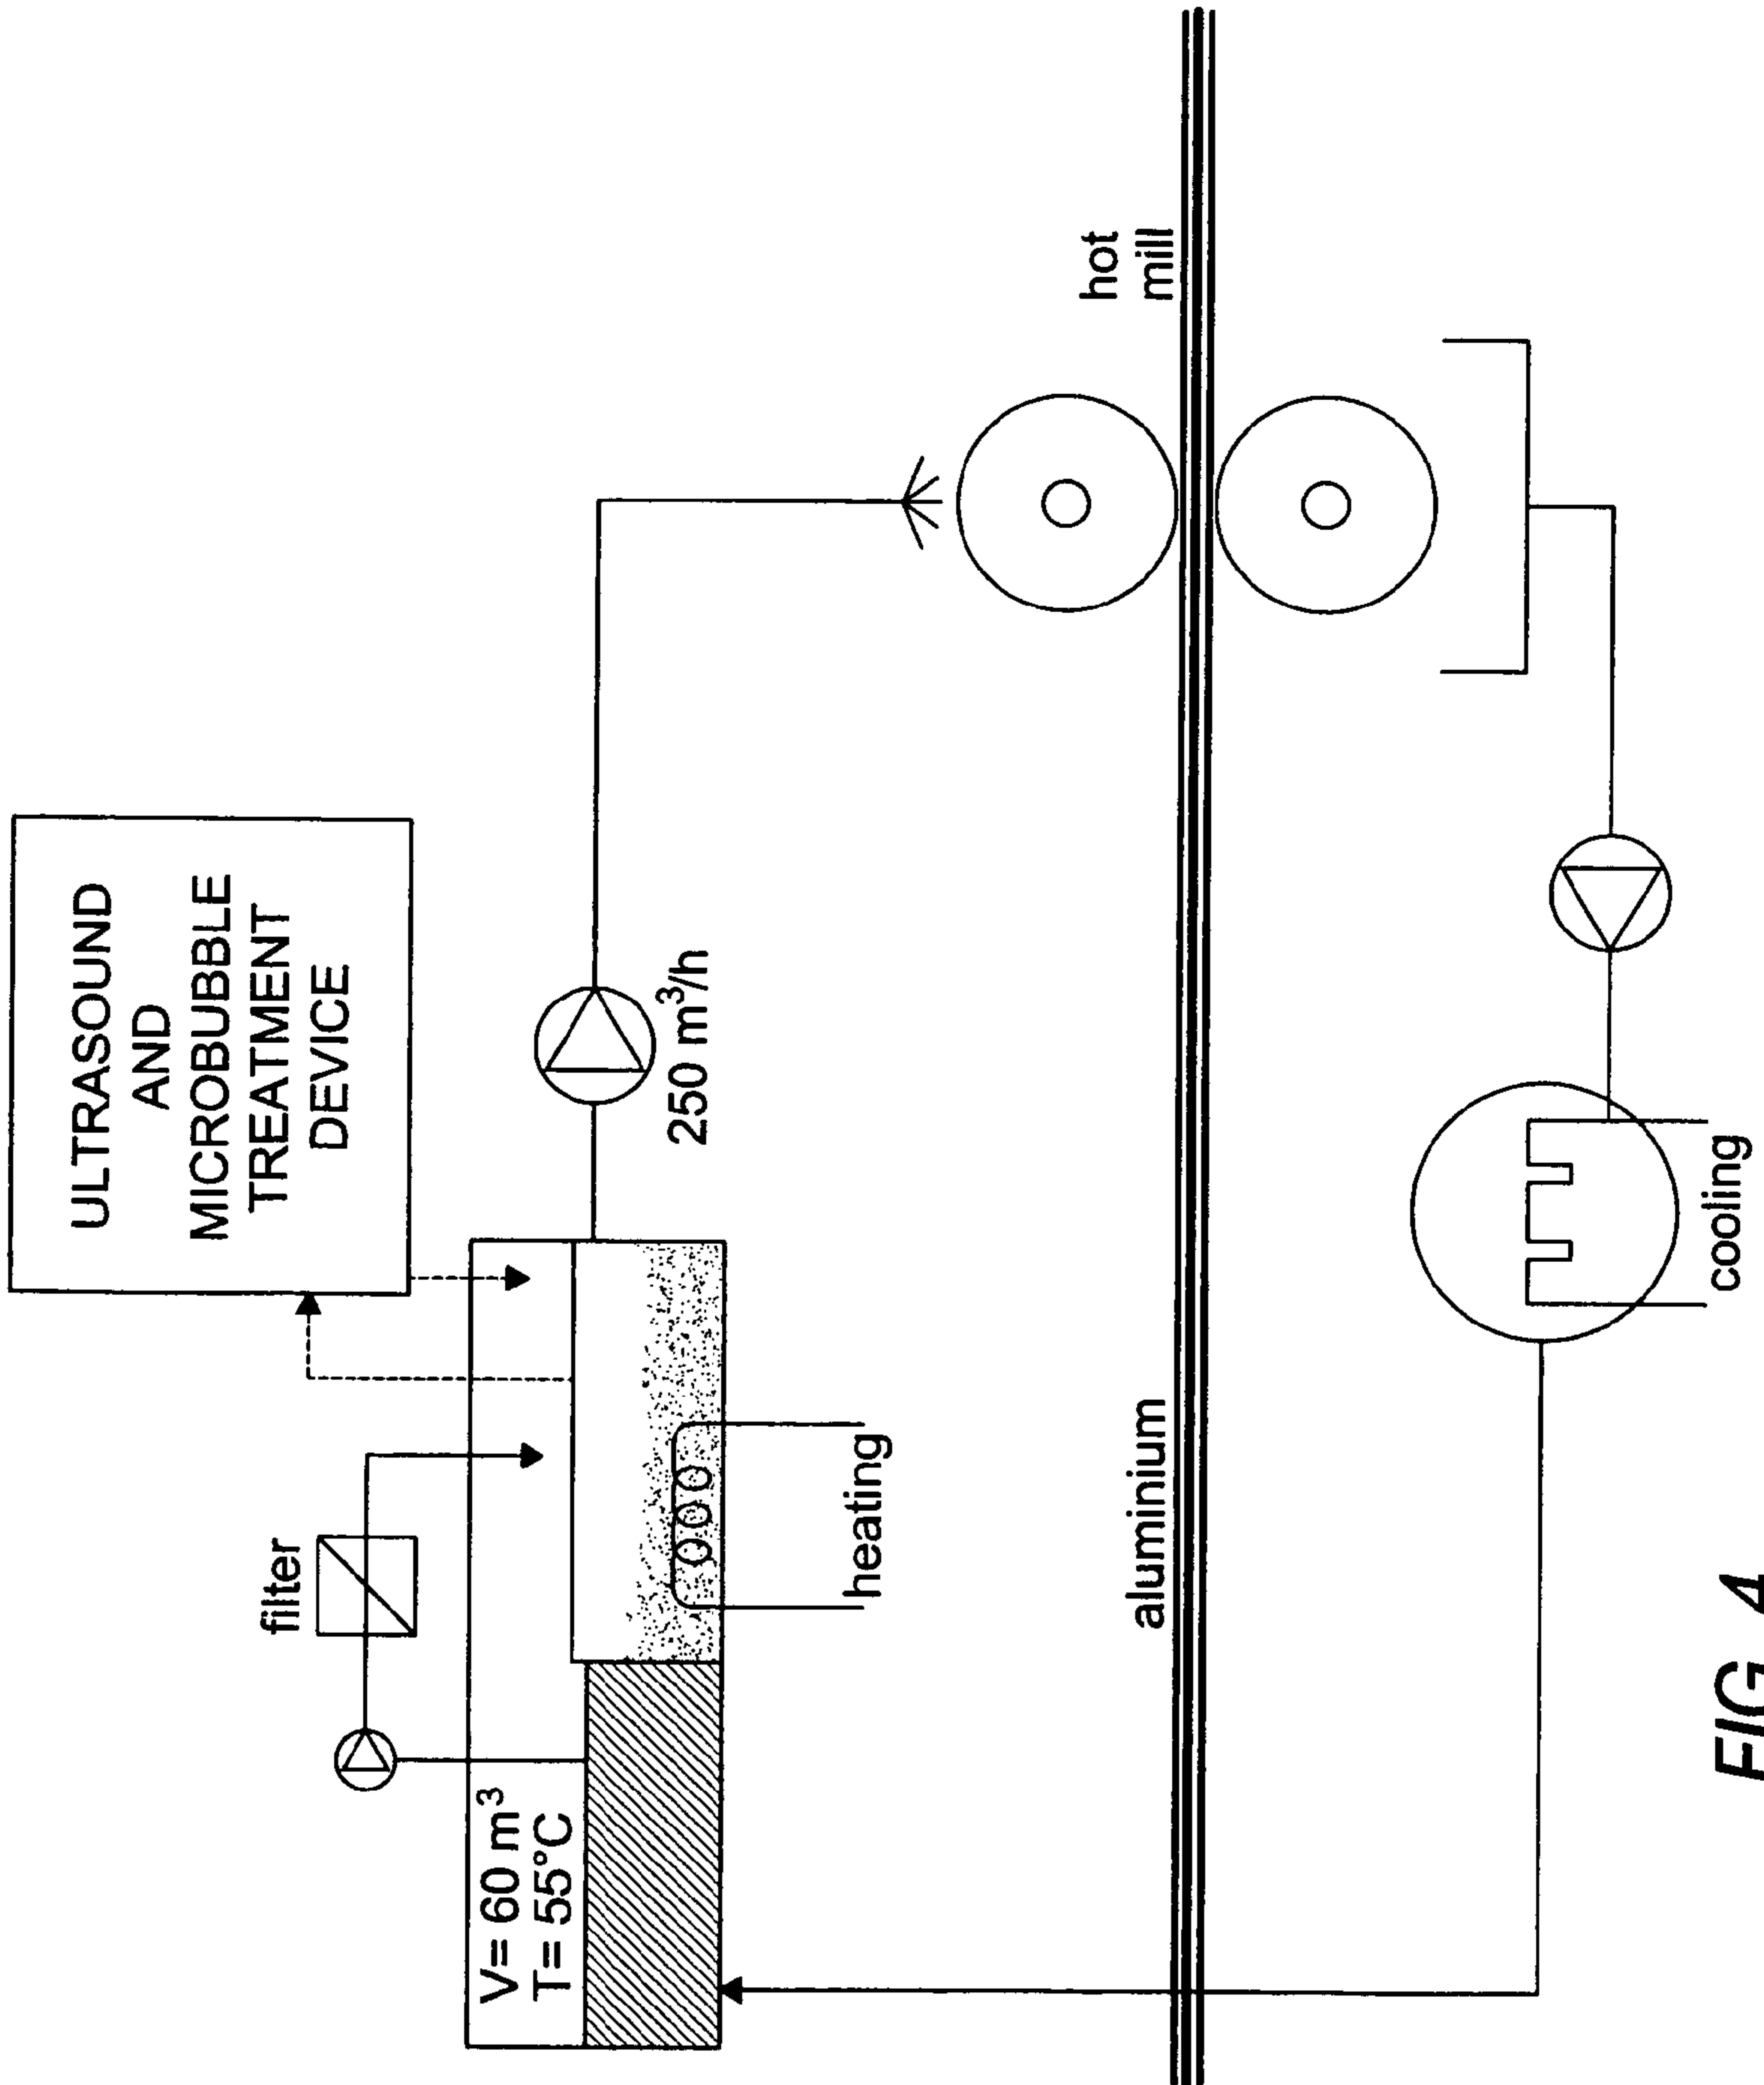 ULTRASOUND
AND
MICROBUBBLE
TREATMENT
DEVICE
filter
V= 60 m³
T= 55°C
250 m³/h
heating
hot
mill
aluminium
cooling
FIG. 4